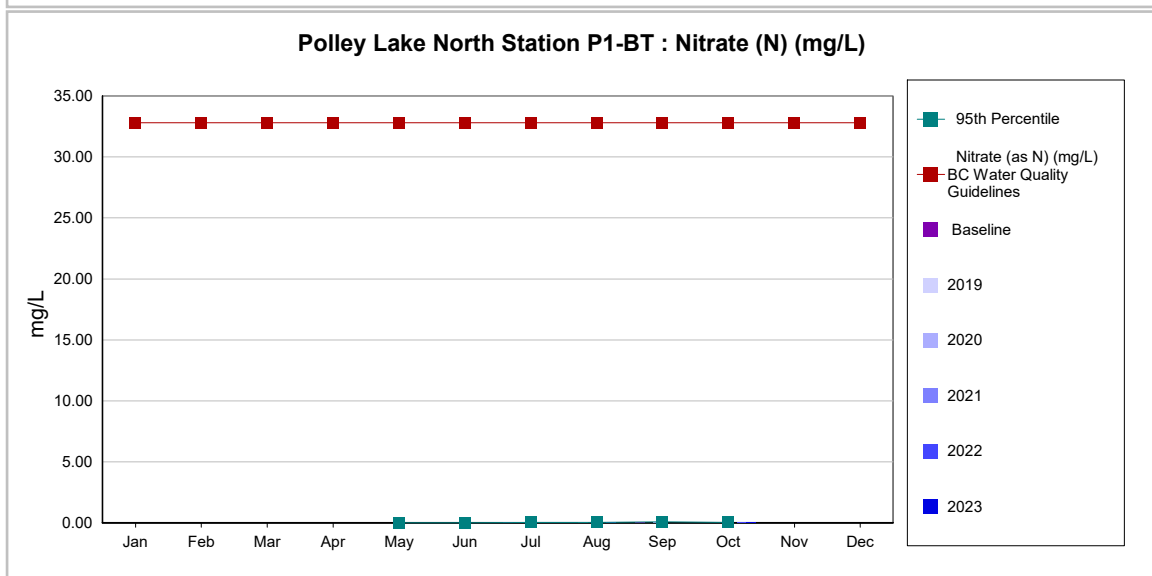 Polley Lake North Station P1-BT : Nitrate (N) (mg/L)
35.00
30.00
25.00
20.00
15.00
10.00
5.00
0.00
mg/L
Jan Feb Mar Apr May Jun Jul Aug Sep Oct Nov Dec
95th Percentile
Nitrate (as N) (mg/L)
BC Water Quality
Guidelines
Baseline
2019
2020
2021
2022
2023